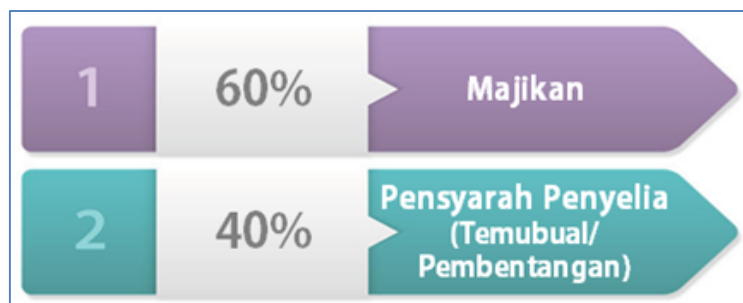 1 60% Majikan
2 40% Pensyarah Penyelia
(Temubual/
Pembentangan)